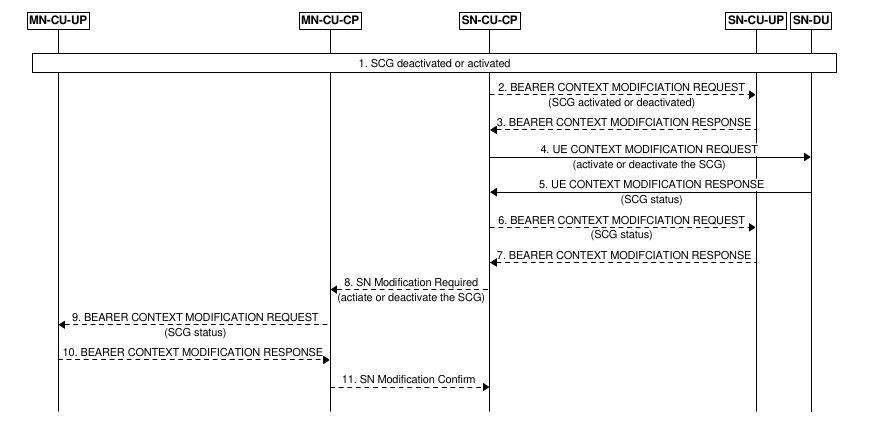 MN-CU-UP MN-CU-CP SN-CU-CP SN-CU-UP SN-DU
1. SCG deactivated or activated
2. BEARER CONTEXT MODIFCIATION REQUEST
(SCG activated or deactivated)
3. BEARER CONTEXT MODIFCIATION RESPONSE
4. UE CONTEXT MODIFICATION REQUEST
(activate or deactivate the SCG)
5. UE CONTEXT MODIFICATION RESPONSE
(SCG status)
6. BEARER CONTEXT MODIFCIATION REQUEST
(SCG status)
7. BEARER CONTEXT MODIFCIATION RESPONSE
8. SN Modification Required
(actiate or deactivate the SCG)
9. BEARER CONTEXT MODIFICATION REQUEST
(SCG status)
10. BEARER CONTEXT MODIFICATION RESPONSE
11. SN Modification Confirm